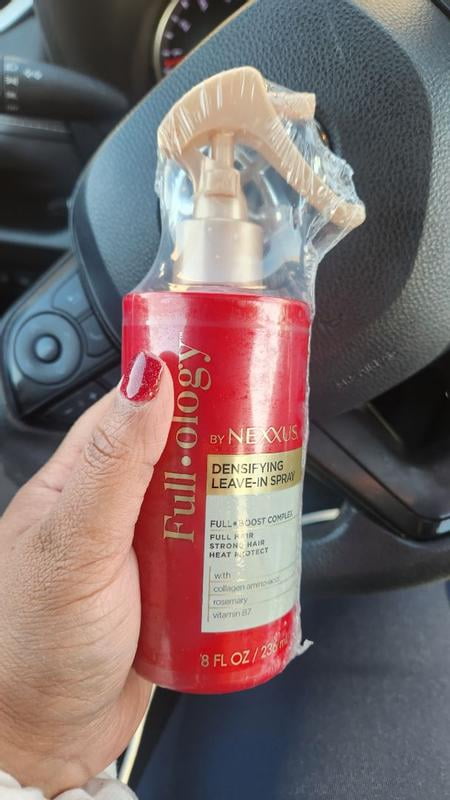 Full•ology
BY NEXXUS
DENSIFYING
LEAVE-IN SPRAY
FULL•BOOST COMPLEX
FULL HAIR
STRONG HAIR
HEAT PROTECT
with
collagen amino acid
rosemary
vitamin B7
8 FL OZ / 236 mL